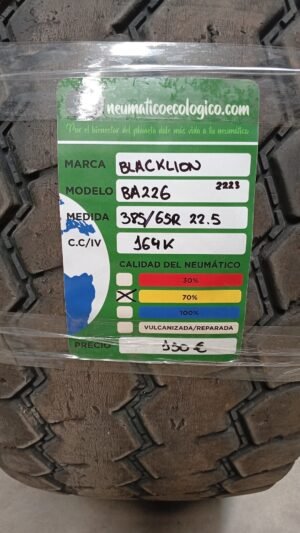 neumaticoecologico.com
Por el bienestar del planeta dale más vida a tu neumático
MARCA BLACKLION
MODELO BA226 2223
MEDIDA 385/65R 22.5
C.C/IV 164K
CALIDAD DEL NEUMÁTICO
30%
70%
100%
VULCANIZADA/REPARADA
PRECIO €